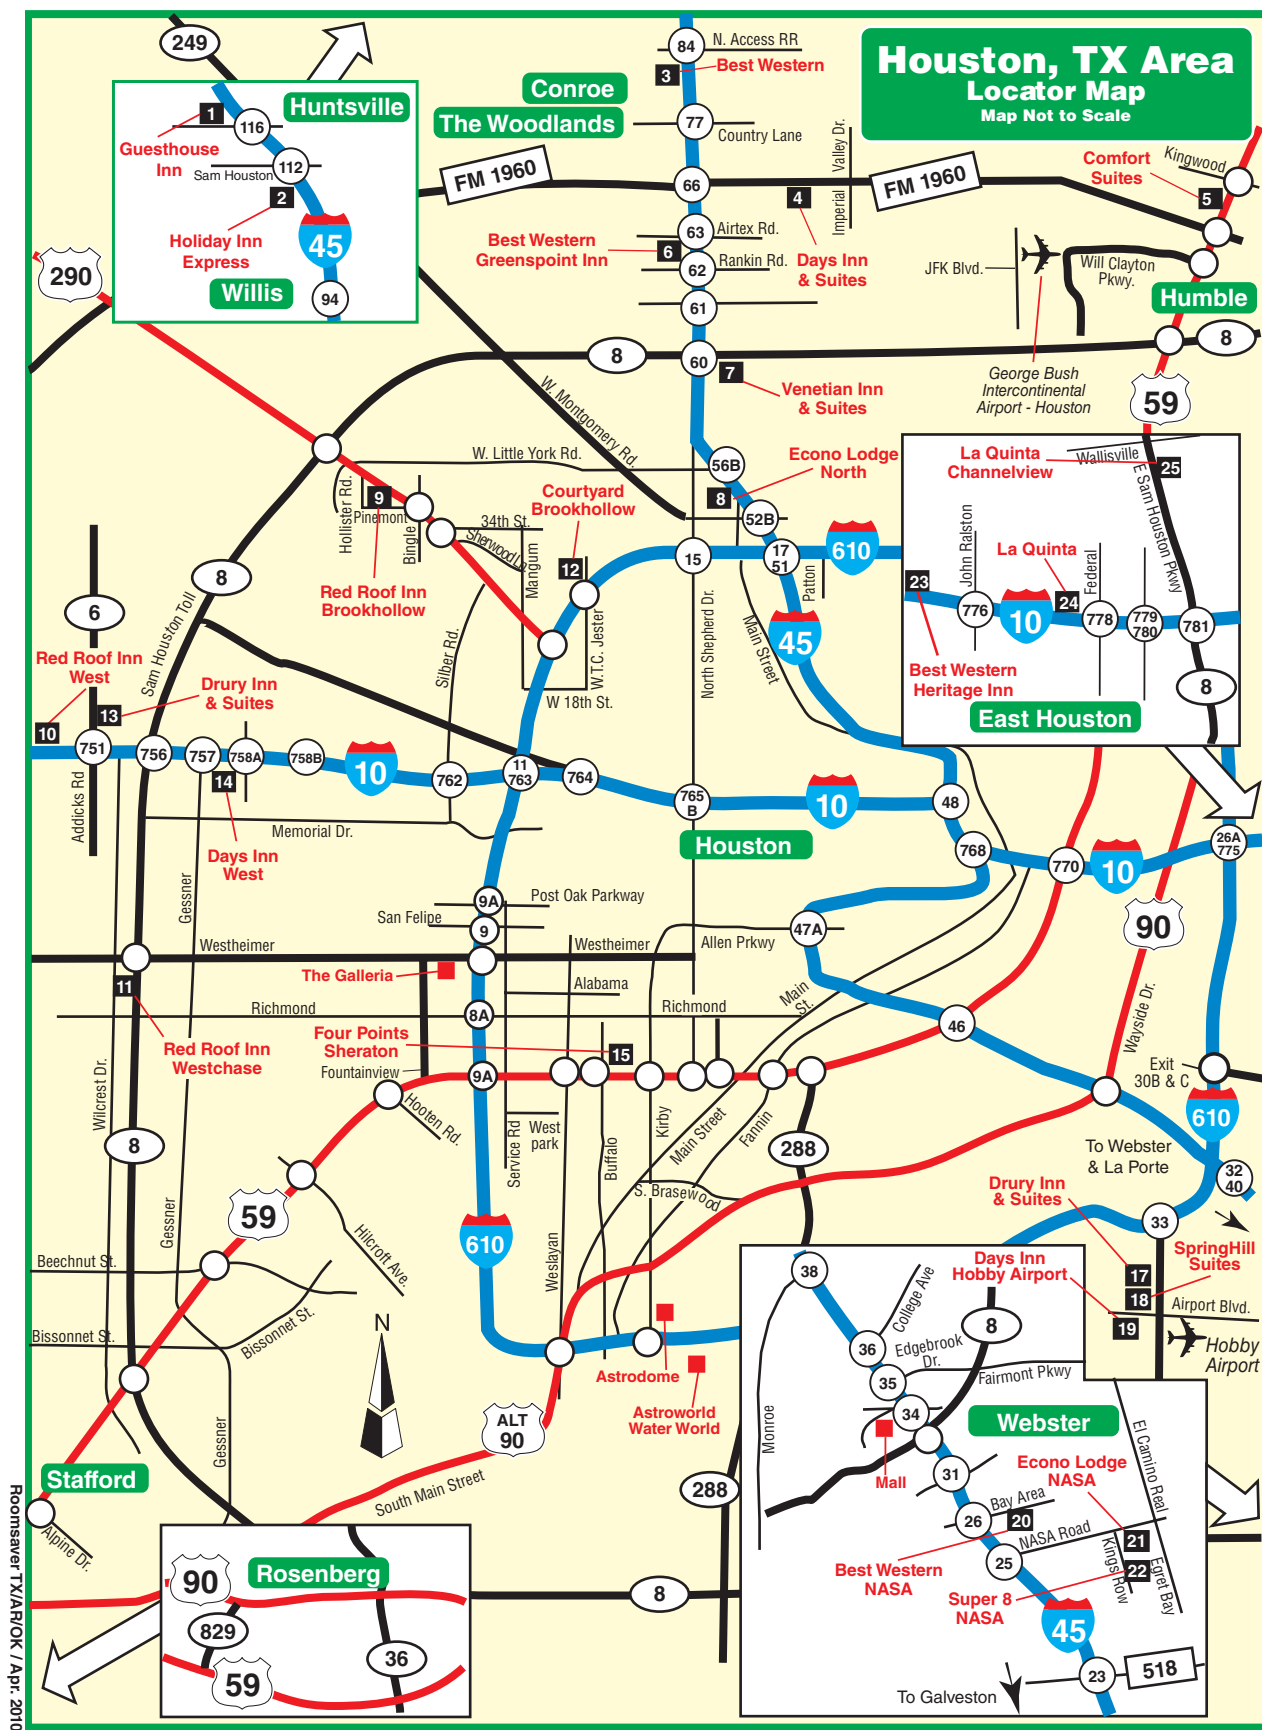 Houston, TX Area
Locator Map
Map Not to Scale
249
Huntsville
1
116
Guesthouse
Inn
112
Sam Houston
2
Holiday Inn
Express
45
Willis
94
Conroe
The Woodlands
84
N. Access RR
3
Best Western
77
Country Lane
Imperial Valley Dr.
FM 1960
66
4
FM 1960
Comfort
Suites
Kingwood
5
63
Airtex Rd.
Best Western
Greenspoint Inn
6
62
Rankin Rd.
Days Inn
& Suites
61
JFK Blvd.
Will Clayton
Pkwy.
Humble
290
8
60
8
7
Venetian Inn
& Suites
George Bush
Intercontinental
Airport - Houston
59
W. Montgomery Rd.
W. Little York Rd.
56B
Econo Lodge
North
8
52B
Hollister Rd.
9
Pinemont
Bingle
34th St.
Sherwood Ln
Mangum
Courtyard
Brookhollow
12
Red Roof Inn
Brookhollow
15
17
51
Patton
610
45
La Quinta
Channelview
Wallisville
25
E Sam Houston Pkwy
John Ralston
La Quinta
Federal
23
24
776
10
778
779
780
781
Best Western
Heritage Inn
8
East Houston
8
6
Sam Houston Toll
Silber Rd.
W.T.C. Jester
W 18th St.
North Shepherd Dr.
Main Street
Red Roof Inn
West
10
13
Drury Inn
& Suites
751
756
757
758A
758B
10
762
11
763
764
765
B
10
48
14
Addicks Rd
Memorial Dr.
Days Inn
West
Houston
768
770
10
26A
775
Gessner
9A
Post Oak Parkway
San Felipe
9
47A
Allen Prkwy
90
Westheimer
Westheimer
The Galleria
Alabama
11
Richmond
8A
Richmond
Main
St.
46
Wayside Dr.
Red Roof Inn
Westchase
Four Points
Sheraton
15
Fountainview
9A
Exit
30B & C
Wilcrest Dr.
Hooten Rd.
Service Rd
West
park
Buffalo
Kirby
Main Street
Fannin
610
8
288
To Webster
& La Porte
32
40
Gessner
59
Hilcroft Ave.
610
Weslayan
S. Brasewood
Drury Inn
& Suites
33
SpringHill
Suites
Beechnut St.
17
18
Airport Blvd.
19
Hobby
Airport
Bissonnet St.
Bissonnet St.
N
Astrodome
Astroworld
Water World
38
Days Inn
Hobby Airport
College Ave
8
36
Edgebrook
Dr.
Fairmont Pkwy
35
34
Monroe
Mall
Webster
El Camino Real
31
Econo Lodge
NASA
Bay Area
26
20
NASA Road
21
Best Western
NASA
25
Kings Row
22
Egret Bay
Super 8
NASA
45
23
518
To Galveston
ALT
90
South Main Street
288
Gessner
Stafford
Alpine Dr.
8
90
Rosenberg
829
36
59
Roomsaver TX/AR/OK / Apr. 2010